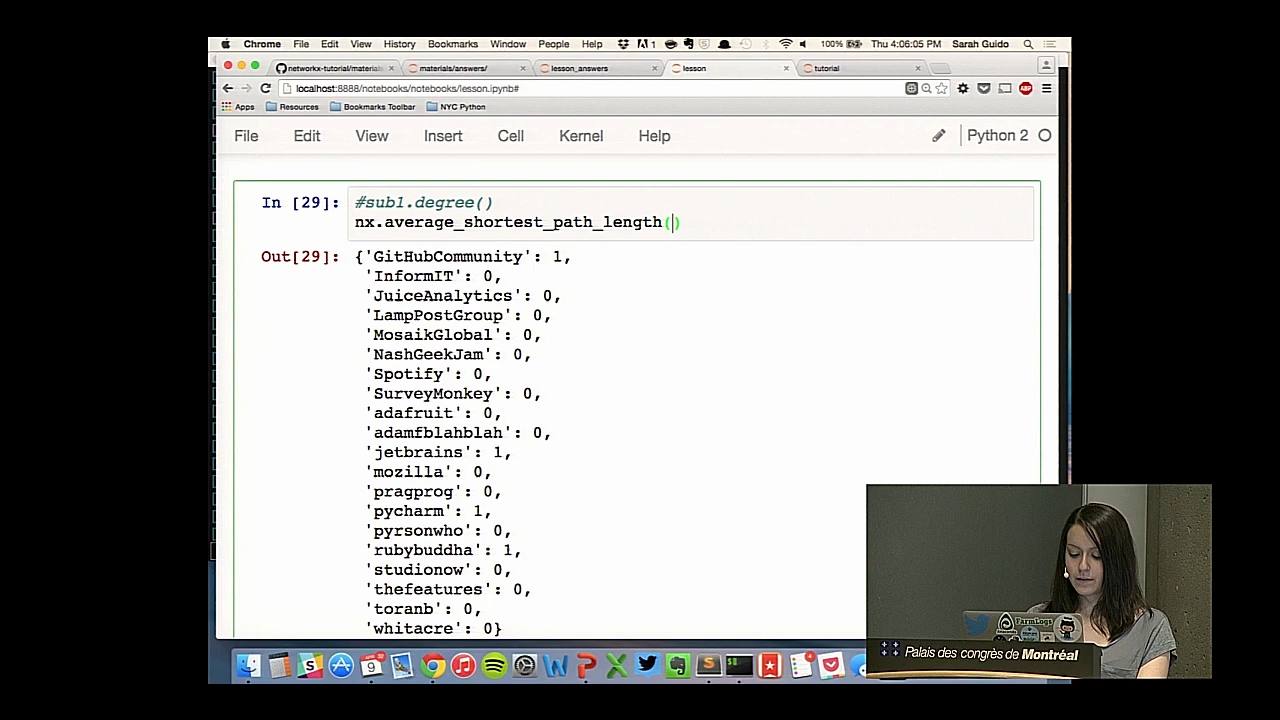 Chrome File Edit View History Bookmarks Window People Help 1 100% Thu 4:06:05 PM Sarah Guido
networkx-tutorial/material materials/answers/ lesson_answers lesson tutorial
localhost:8888/notebooks/notebooks/lesson.ipynb# ABP
Apps Resources Bookmarks Toolbar NYC Python
File Edit View Insert Cell Kernel Help Python 2
In [29]: #sub1.degree()
nx.average_shortest_path_length()
Out[29]: {'GitHubCommunity': 1,
'InformIT': 0,
'JuiceAnalytics': 0,
'LampPostGroup': 0,
'MosaikGlobal': 0,
'NashGeekJam': 0,
'Spotify': 0,
'SurveyMonkey': 0,
'adafruit': 0,
'adamfblahblah': 0,
'jetbrains': 1,
'mozilla': 0,
'pragprog': 0,
'pycharm': 1,
'pyrsonwho': 0,
'rubybuddha': 1,
'studionow': 0,
'thefeatures': 0,
'toranb': 0,
'whitacre': 0}
FarmLogs
Palais des congrès de Montréal